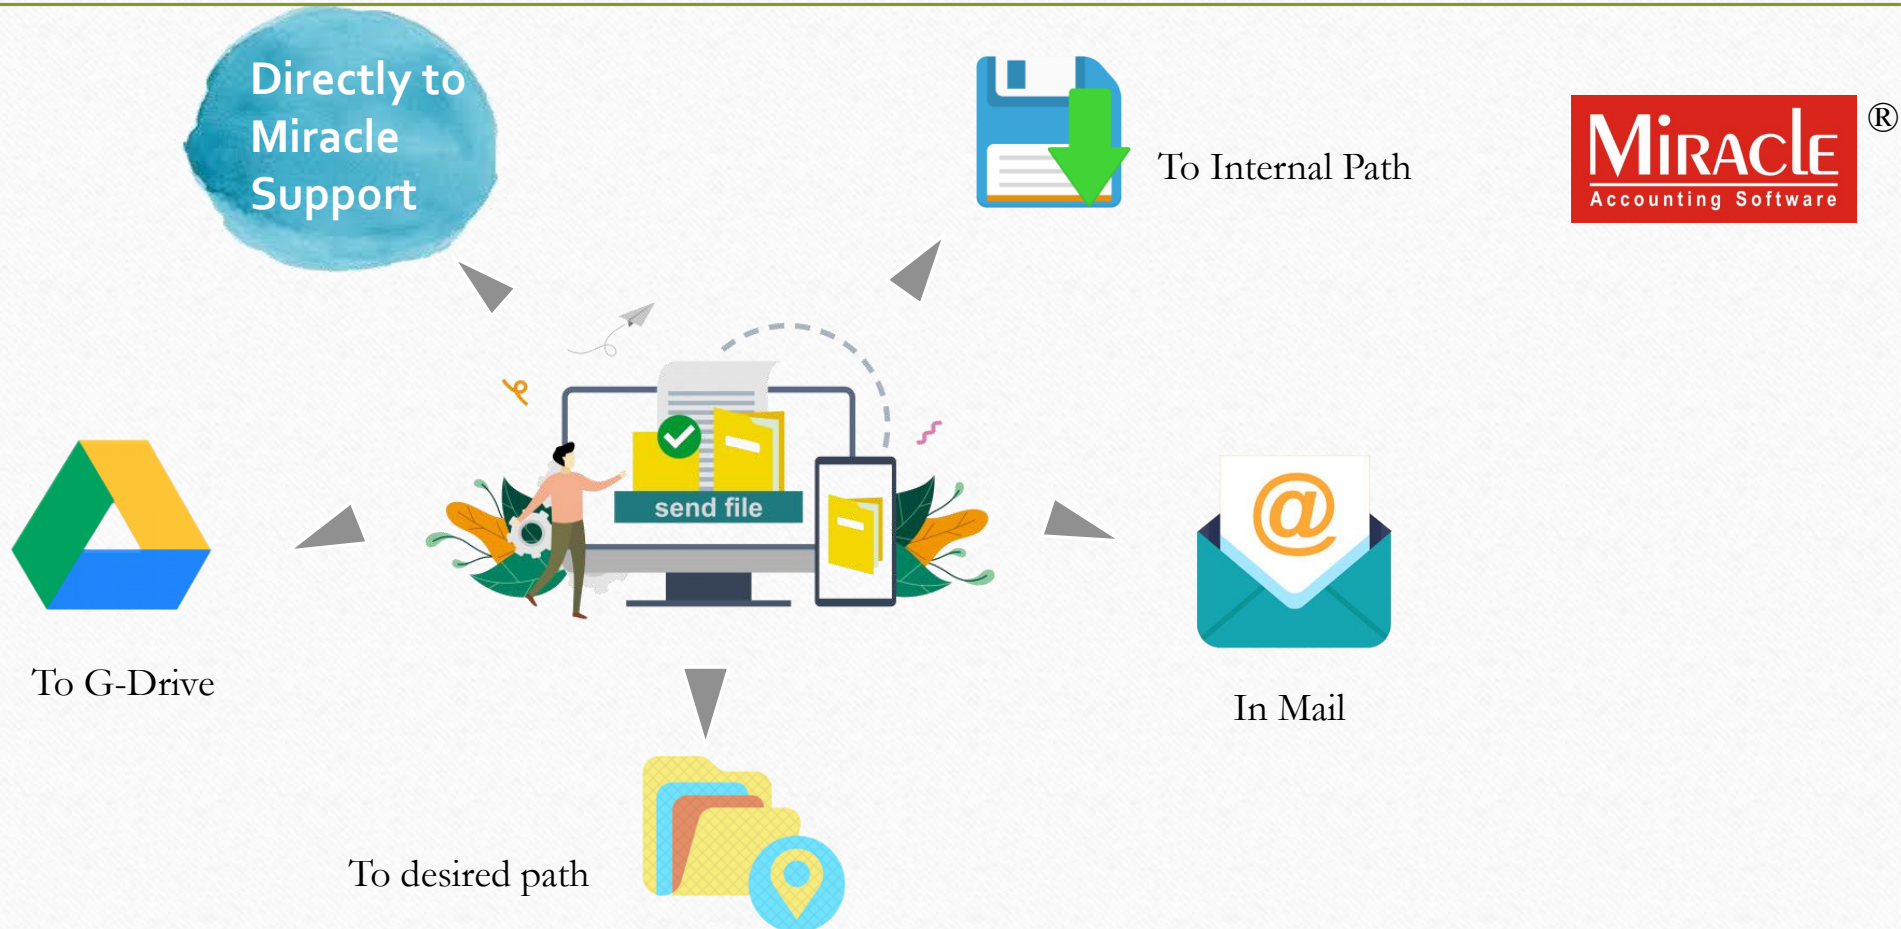 Directly to
Miracle
Support
To Internal Path
MiRAClE ®
Accounting Software
send file
@
To G-Drive
In Mail
To desired path